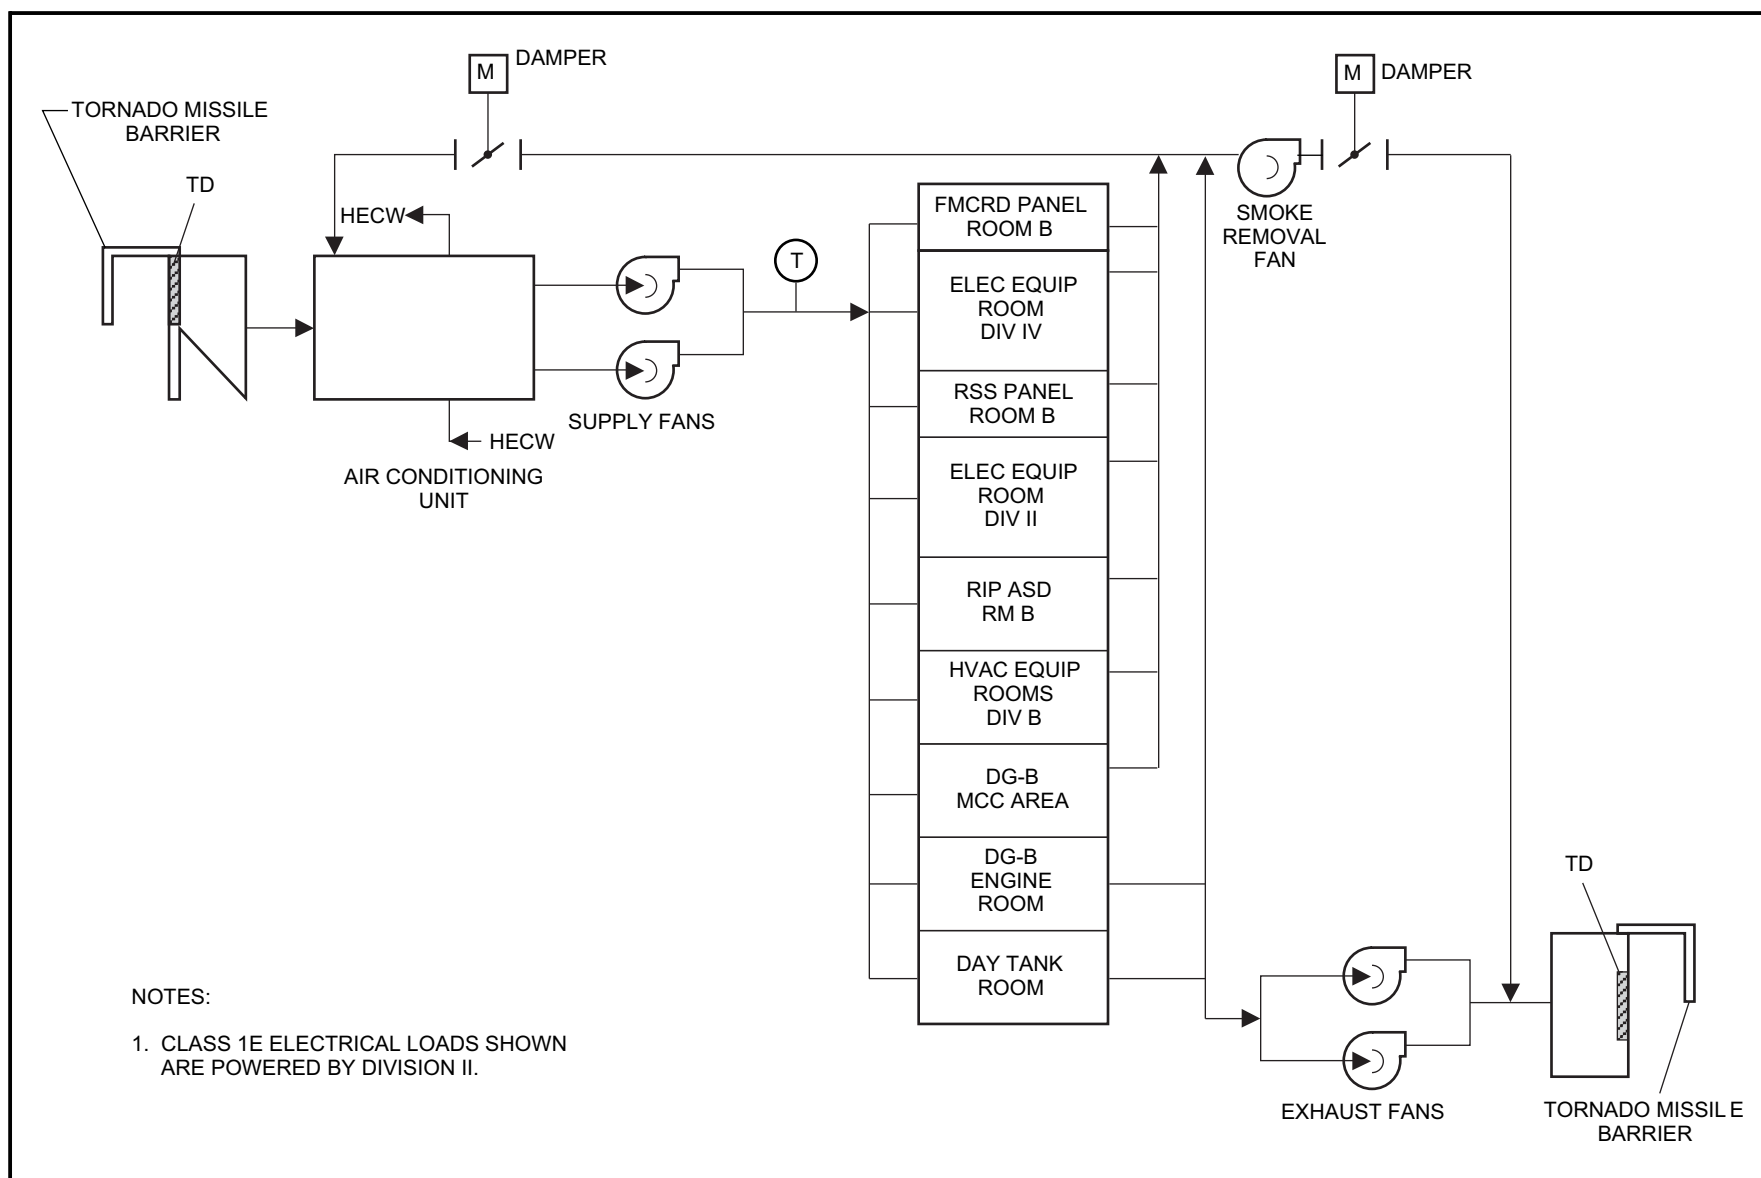 M
DAMPER
M
DAMPER
TORNADO MISSILE
BARRIER
TD
HECW
T
SMOKE
REMOVAL
FAN
FMCRD PANEL
ROOM B
ELEC EQUIP
ROOM
DIV IV
RSS PANEL
ROOM B
ELEC EQUIP
ROOM
DIV II
RIP ASD
RM B
HVAC EQUIP
ROOMS
DIV B
DG-B
MCC AREA
DG-B
ENGINE
ROOM
DAY TANK
ROOM
SUPPLY FANS
HECW
AIR CONDITIONING
UNIT
TD
EXHAUST FANS
TORNADO MISSILE
BARRIER
NOTES:
1. CLASS 1E ELECTRICAL LOADS SHOWN
ARE POWERED BY DIVISION II.